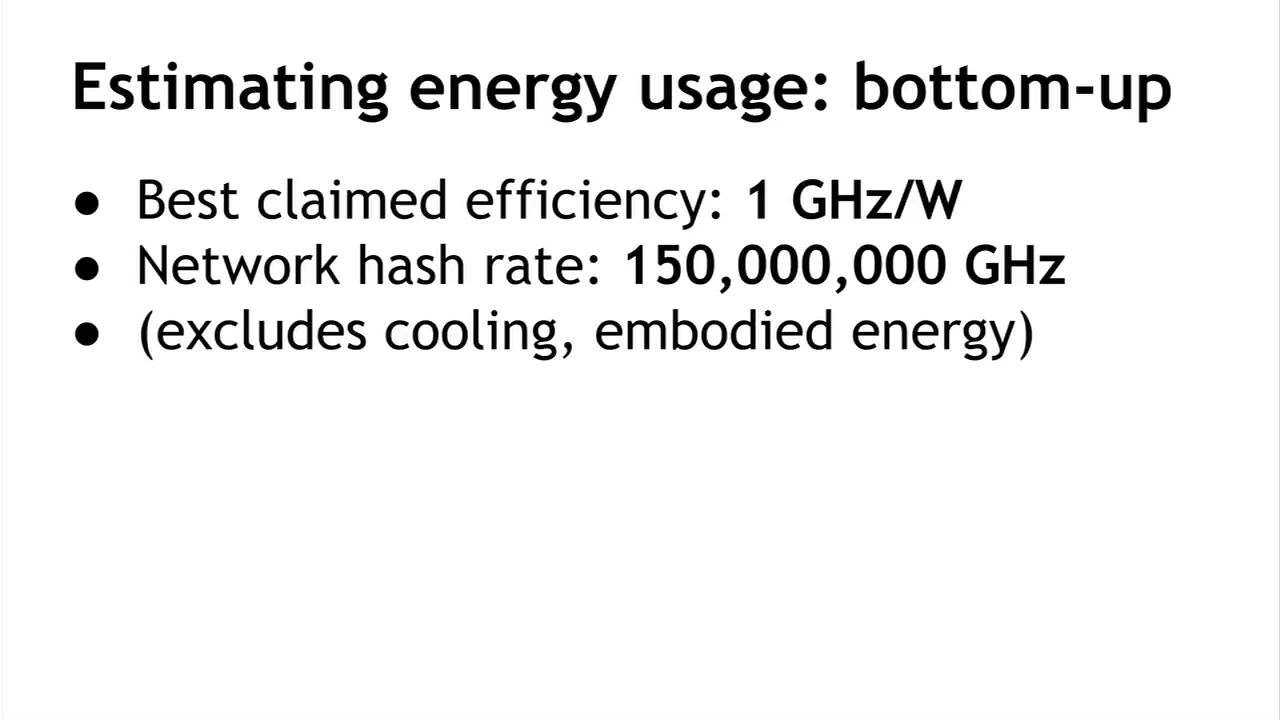 Estimating energy usage: bottom-up
● Best claimed efficiency: 1 GHz/W
● Network hash rate: 150,000,000 GHz
● (excludes cooling, embodied energy)